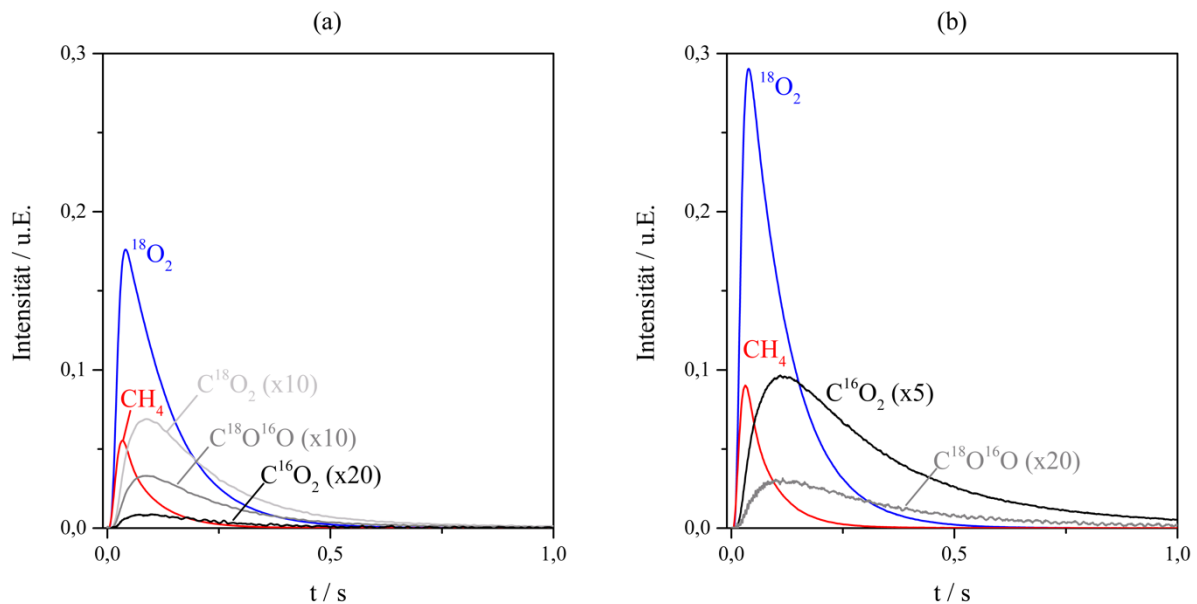 (a)
0,3
0,2
0,1
0,0
Intensität / u.E.
¹⁸O₂
CH₄
C¹⁸O₂ (x10)
C¹⁸O¹⁶O (x10)
C¹⁶O₂ (x20)
0,0
0,5
1,0
t / s
(b)
0,3
0,2
0,1
0,0
Intensität / u.E.
¹⁸O₂
CH₄
C¹⁶O₂ (x5)
C¹⁸O¹⁶O (x20)
0,0
0,5
1,0
t / s